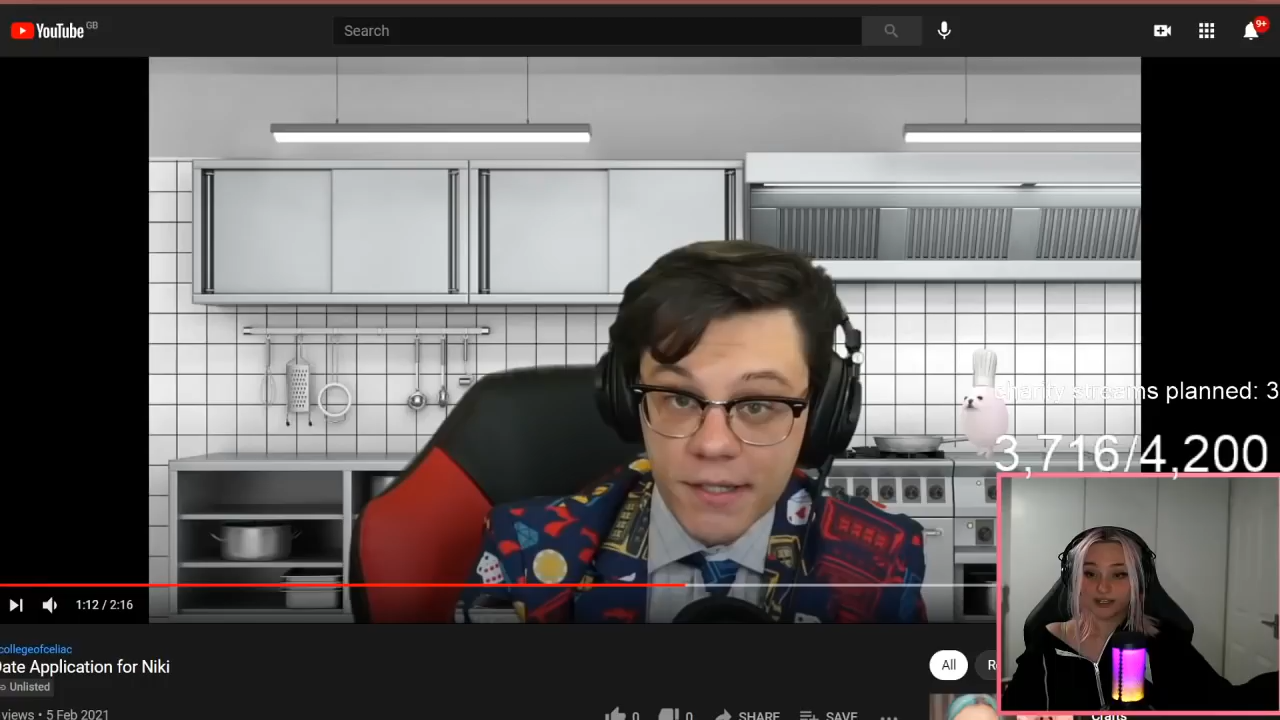 YouTube GB
Search
9+
charity streams planned: 3
3,716/4,200
1:12 / 2:16
collegeofceliac
Date Application for Niki
Unlisted
All
views • 5 Feb 2021
0
0
SHARE
SAVE
Crafts